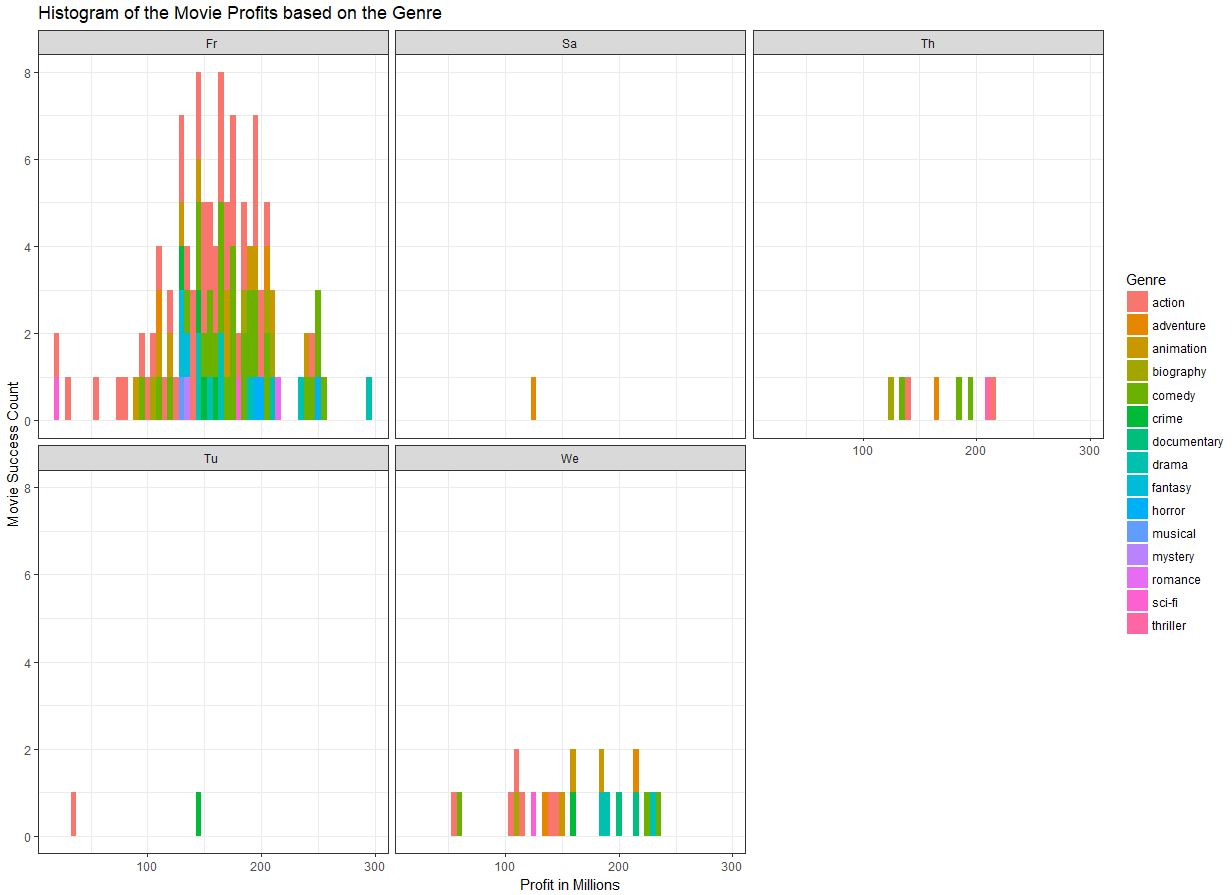 Histogram of the Movie Profits based on the Genre
Fr
Sa
Th
8
6
4
2
0
100
200
300
Tu
We
8
6
4
2
0
100
200
300
100
200
300
Movie Success Count
Profit in Millions
Genre
action
adventure
animation
biography
comedy
crime
documentary
drama
fantasy
horror
musical
mystery
romance
sci-fi
thriller